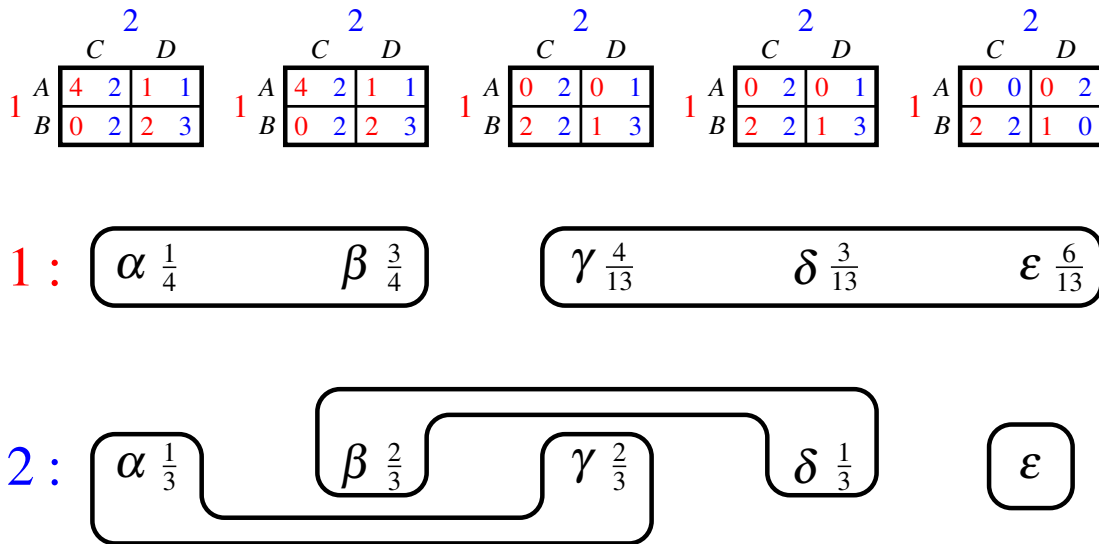 2 2 2 2 2
C D C D C D C D C D
1 A 4 2 1 1 1 A 4 2 1 1 1 A 0 2 0 1 1 A 0 2 0 1 1 A 0 0 0 2
B 0 2 2 3 B 0 2 2 3 B 2 2 1 3 B 2 2 1 3 B 2 2 1 0
1 : α 1/4 β 3/4 γ 4/13 δ 3/13 ε 6/13
2 : α 1/3 β 2/3 γ 2/3 δ 1/3 ε